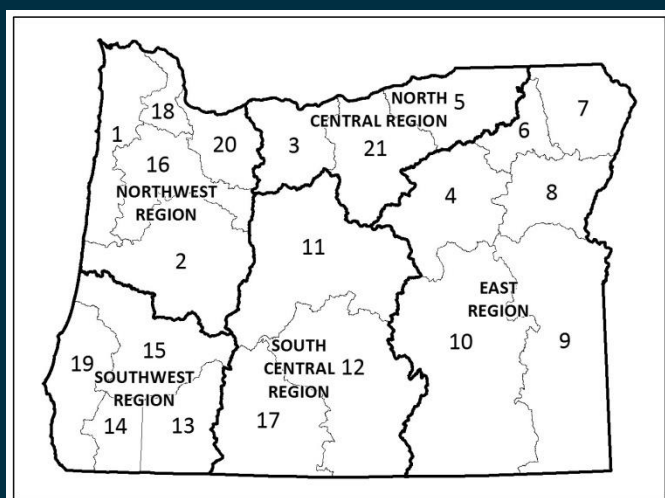 NORTH
5
CENTRAL REGION
7
18
1
20
3
21
6
16
NORTHWEST
REGION
4
8
2
11
EAST
REGION
10
9
19
15
SOUTHWEST
REGION
14
13
SOUTH
CENTRAL
REGION
12
17